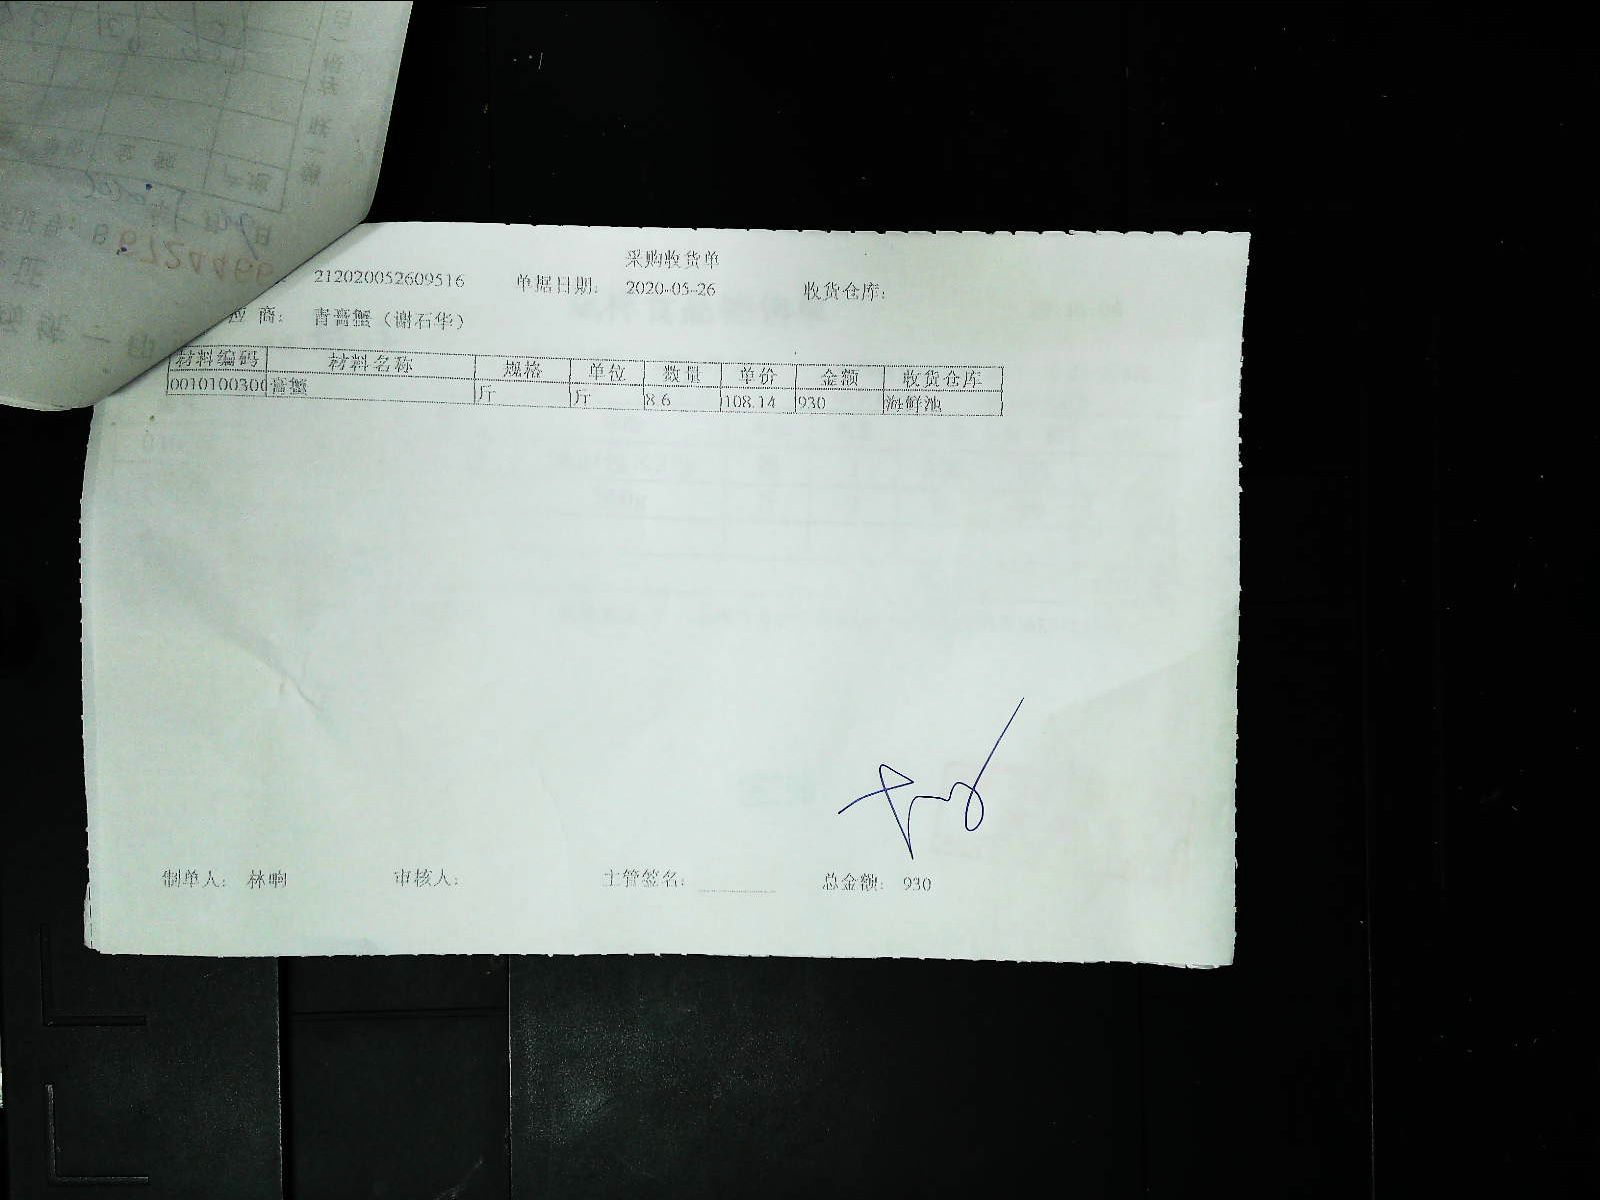 采购收货单
212020052609516 单据日期: 2020-05-26 收货仓库:
应 商: 青膏蟹（谢石华）
材料编码 材料名称 规格 单位 数量 单价 金额 收货仓库
0010100300 膏蟹 斤 斤 8.6 108.14 930 海鲜池
制单人: 林 审核人: 主管签名: 总金额: 930